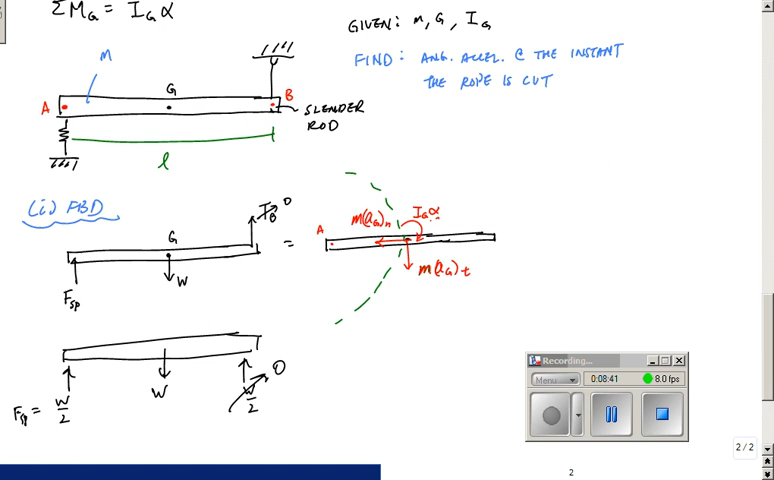 ΣM_G = I_G α
GIVEN: m, G, I_G
FIND: ANG. ACCEL. @ THE INSTANT
THE ROPE IS CUT
M
A
G
B
SLENDER
ROD
l
(i) FBD
T_B 0
G
W
F_sp
=
A
m(a_G)_n
I_G α
m(a_G)_t
F_sp = W/2
W
W/2 0
Recording...
Menu
0:08:41
8.0 fps
2 / 2
2